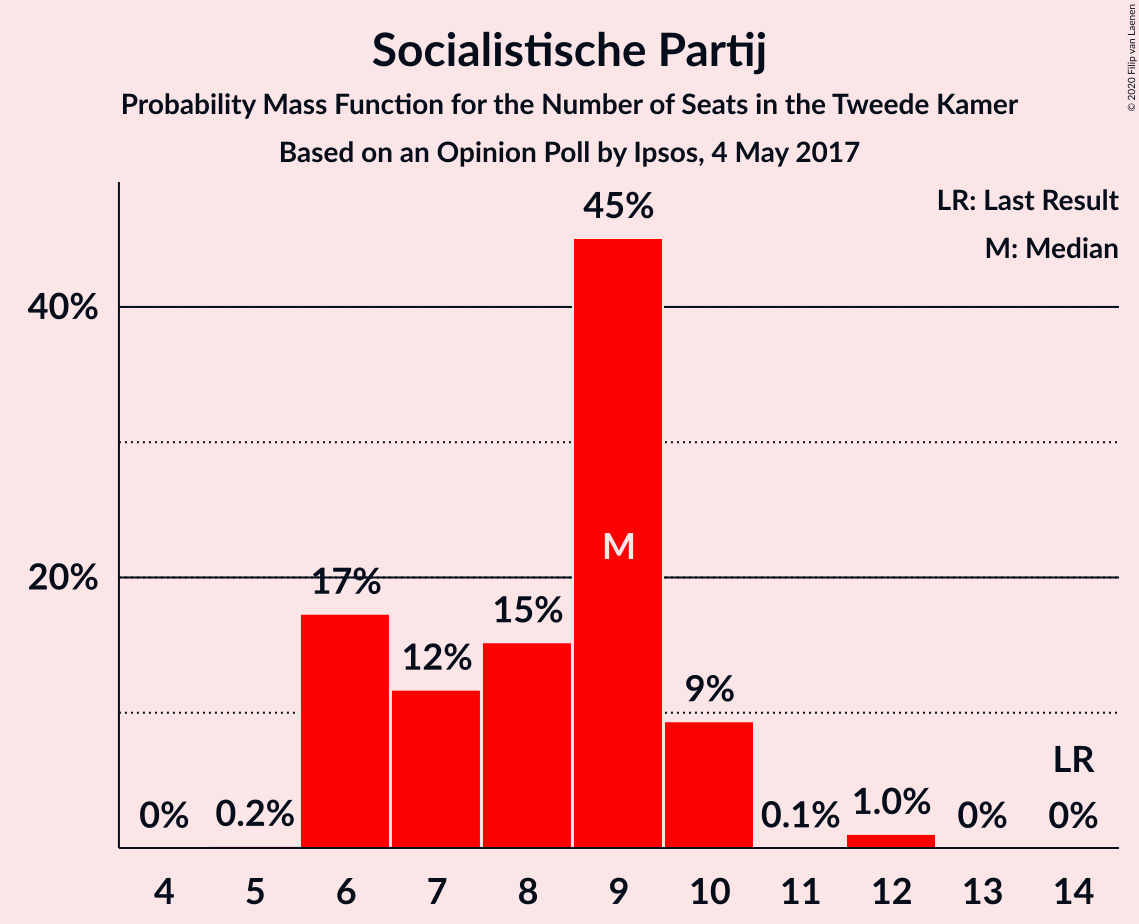 Socialistische Partij
Probability Mass Function for the Number of Seats in the Tweede Kamer
Based on an Opinion Poll by Ipsos, 4 May 2017
© 2020 Filip van Laenen
LR: Last Result
M: Median
45%
40%
M
20%
17%
15%
12%
9%
LR
0%
0.2%
0.1%
1.0%
0%
0%
4 5 6 7 8 9 10 11 12 13 14